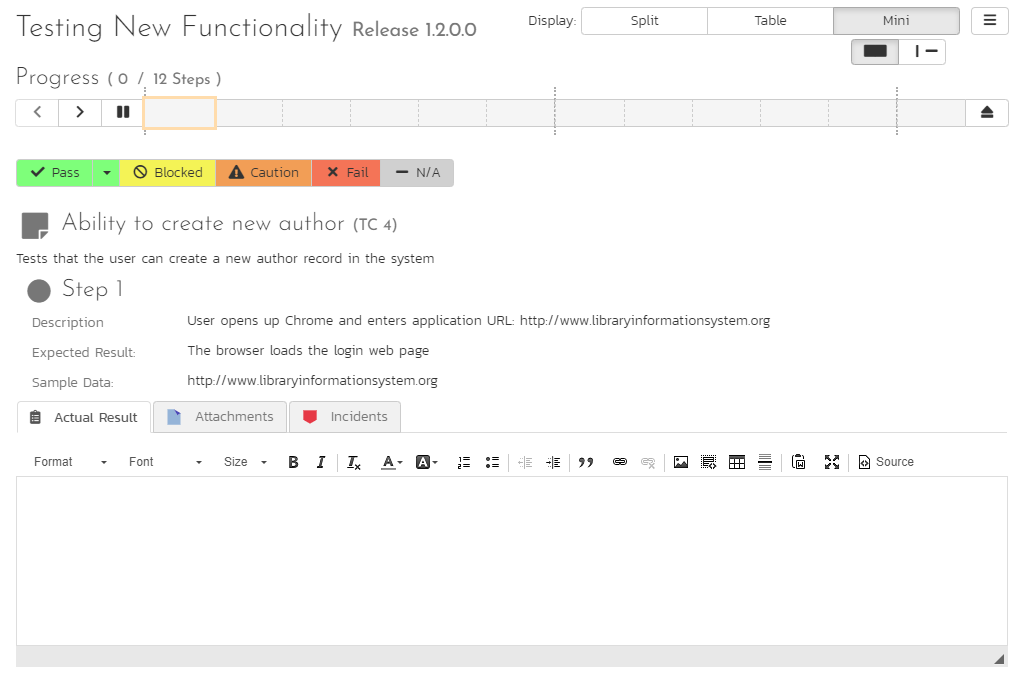 Testing New Functionality Release 1.2.0.0
Display: Split Table Mini
Progress ( 0 / 12 Steps )
Pass Blocked Caution Fail N/A
Ability to create new author (TC 4)
Tests that the user can create a new author record in the system
Step 1
Description User opens up Chrome and enters application URL: http://www.libraryinformationsystem.org
Expected Result: The browser loads the login web page
Sample Data: http://www.libraryinformationsystem.org
Actual Result Attachments Incidents
Format Font Size Source